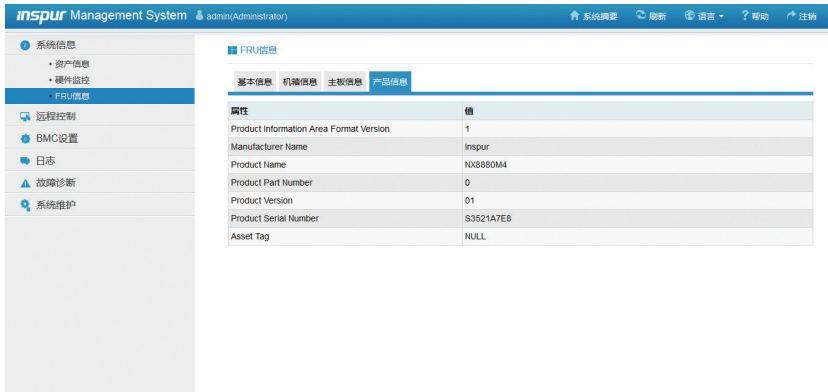 inspur Management System admin(Administrator) 系统摘要 刷新 语言 帮助 注销
系统信息
• 资产信息
• 硬件监控
• FRU信息
远程控制
BMC设置
日志
故障诊断
系统维护
FRU信息
基本信息 机箱信息 主板信息 产品信息
属性 值
Product Information Area Format Version 1
Manufacturer Name Inspur
Product Name NX8880M4
Product Part Number 0
Product Version 01
Product Serial Number S3521A7E8
Asset Tag NULL